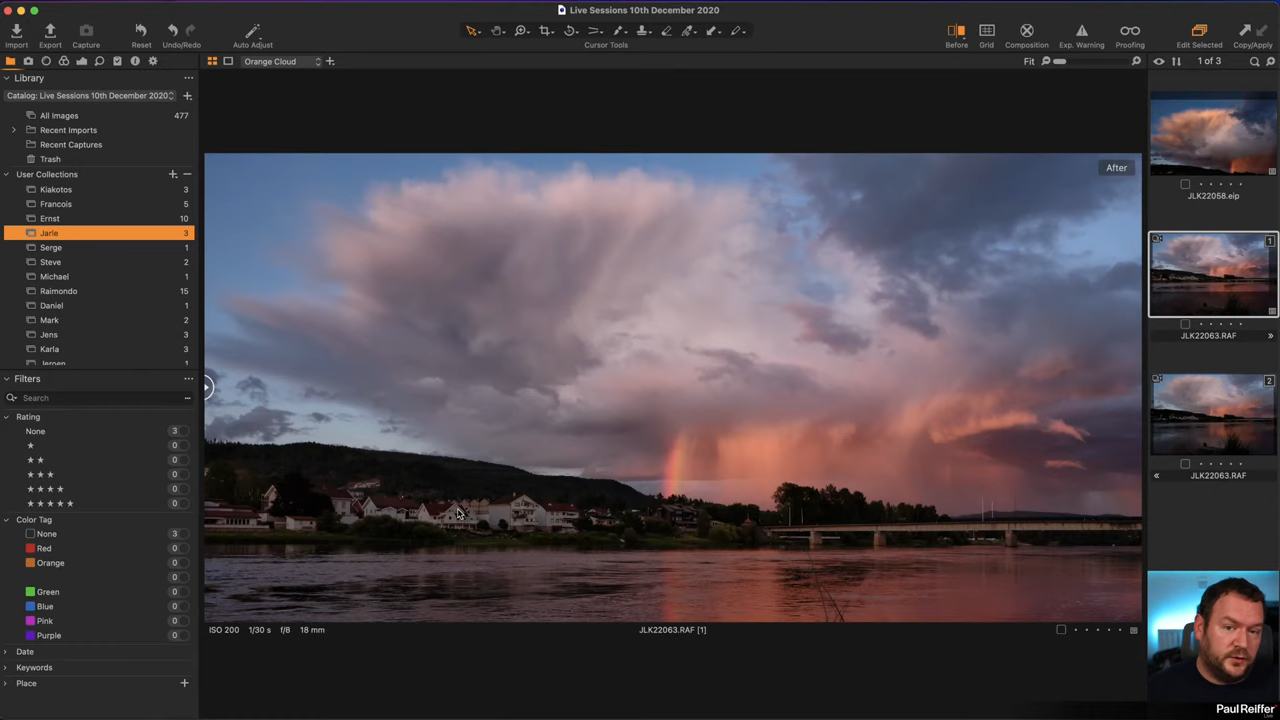 Live Sessions 10th December 2020
Import
Export
Capture
Reset
Undo/Redo
Auto Adjust
Cursor Tools
Before
Grid
Composition
Exp. Warning
Proofing
Edit Selected
Copy/Apply
Orange Cloud
Fit
1 of 3
Library
Catalog: Live Sessions 10th December 2020
All Images 477
Recent Imports
Recent Captures
Trash
User Collections
Kiakotos 3
Francois 5
Ernst 10
Jarle 3
Serge 1
Steve 2
Michael 1
Raimondo 15
Daniel 1
Mark 2
Jens 3
Karla 3
Jeroen 1
Filters
Search
Rating
None 3
★ 0
★★ 0
★★★ 0
★★★★ 0
★★★★★ 0
Color Tag
None 3
Red 0
Orange 0
0
Green 0
Blue 0
Pink 0
Purple 0
Date
Keywords
Place
After
ISO 200 1/30 s f/8 18 mm
JLK22063.RAF [1]
JLK22058.eip
1
JLK22063.RAF
2
JLK22063.RAF
Paul Reiffer
Live